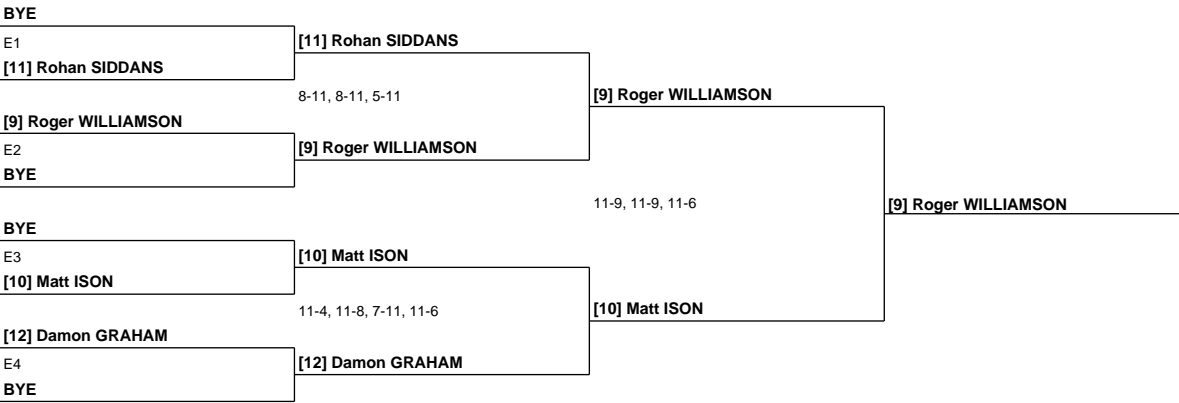 BYE
E1
[11] Rohan SIDDANS
[11] Rohan SIDDANS
8-11, 8-11, 5-11
[9] Roger WILLIAMSON
[9] Roger WILLIAMSON
E2
[9] Roger WILLIAMSON
BYE
11-9, 11-9, 11-6
[9] Roger WILLIAMSON
BYE
E3
[10] Matt ISON
[10] Matt ISON
11-4, 11-8, 7-11, 11-6
[10] Matt ISON
[12] Damon GRAHAM
E4
[12] Damon GRAHAM
BYE